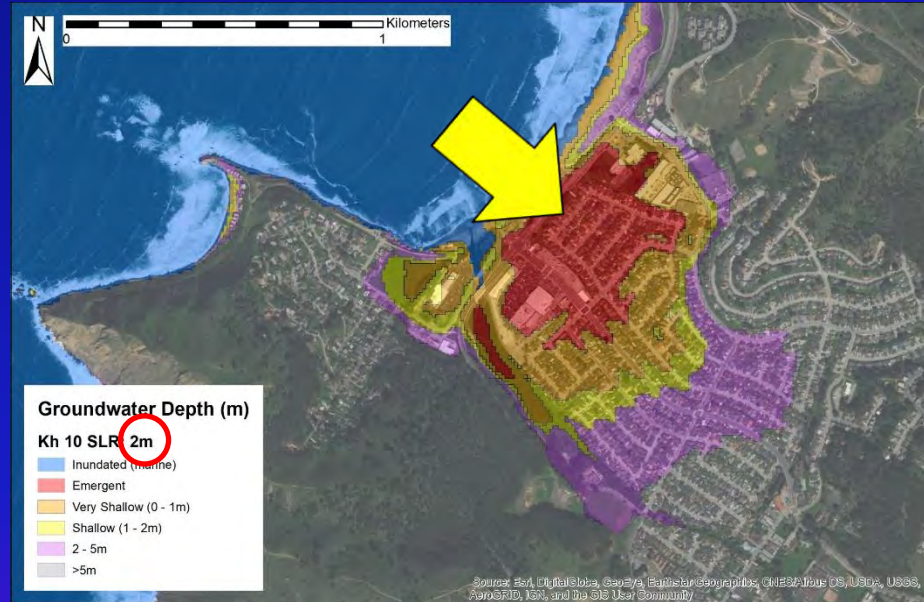 N
Kilometers
0 1
Groundwater Depth (m)
Kh 10 SLR 2m
Inundated (marine)
Emergent
Very Shallow (0 - 1m)
Shallow (1 - 2m)
2 - 5m
>5m
Source: Esri, DigitalGlobe, GeoEye, Earthstar Geographics, CNES/Airbus DS, USDA, USGS,
AeroGRID, IGN, and the GIS User Community